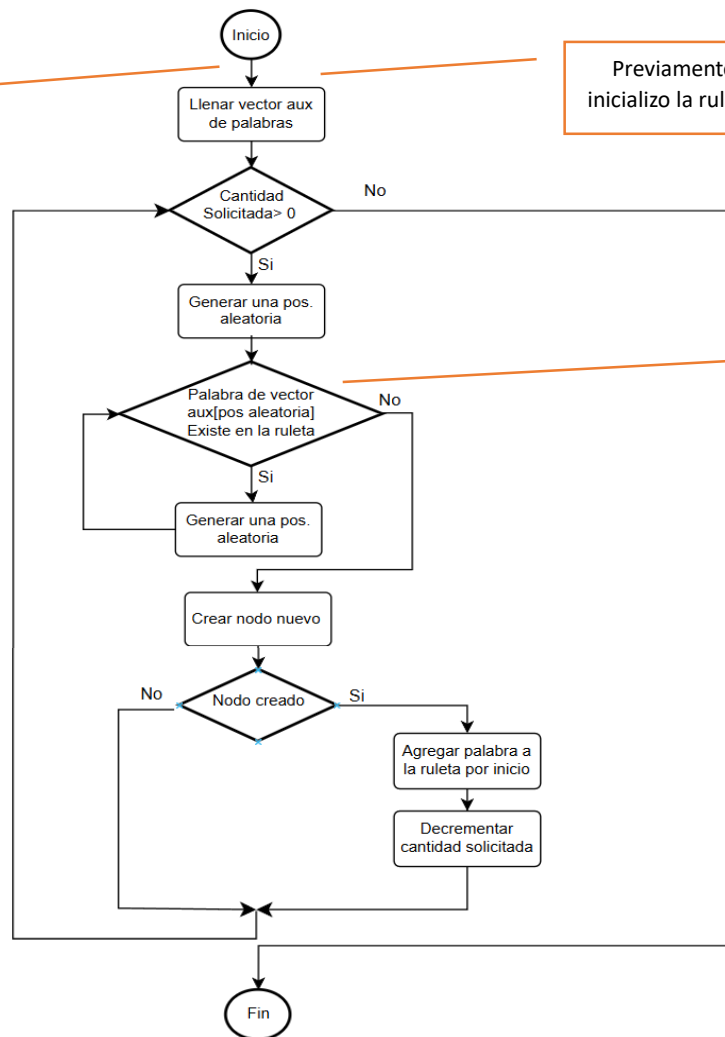 Inicio
Previamente
inicializo la rul
Llenar vector aux
de palabras
Cantidad
Solicitada> 0
No
Si
Generar una pos.
aleatoria
Palabra de vector
aux[pos aleatoria]
Existe en la ruleta
No
Si
Generar una pos.
aleatoria
Crear nodo nuevo
No
Nodo creado
Si
Agregar palabra a
la ruleta por inicio
Decrementar
cantidad solicitada
Fin